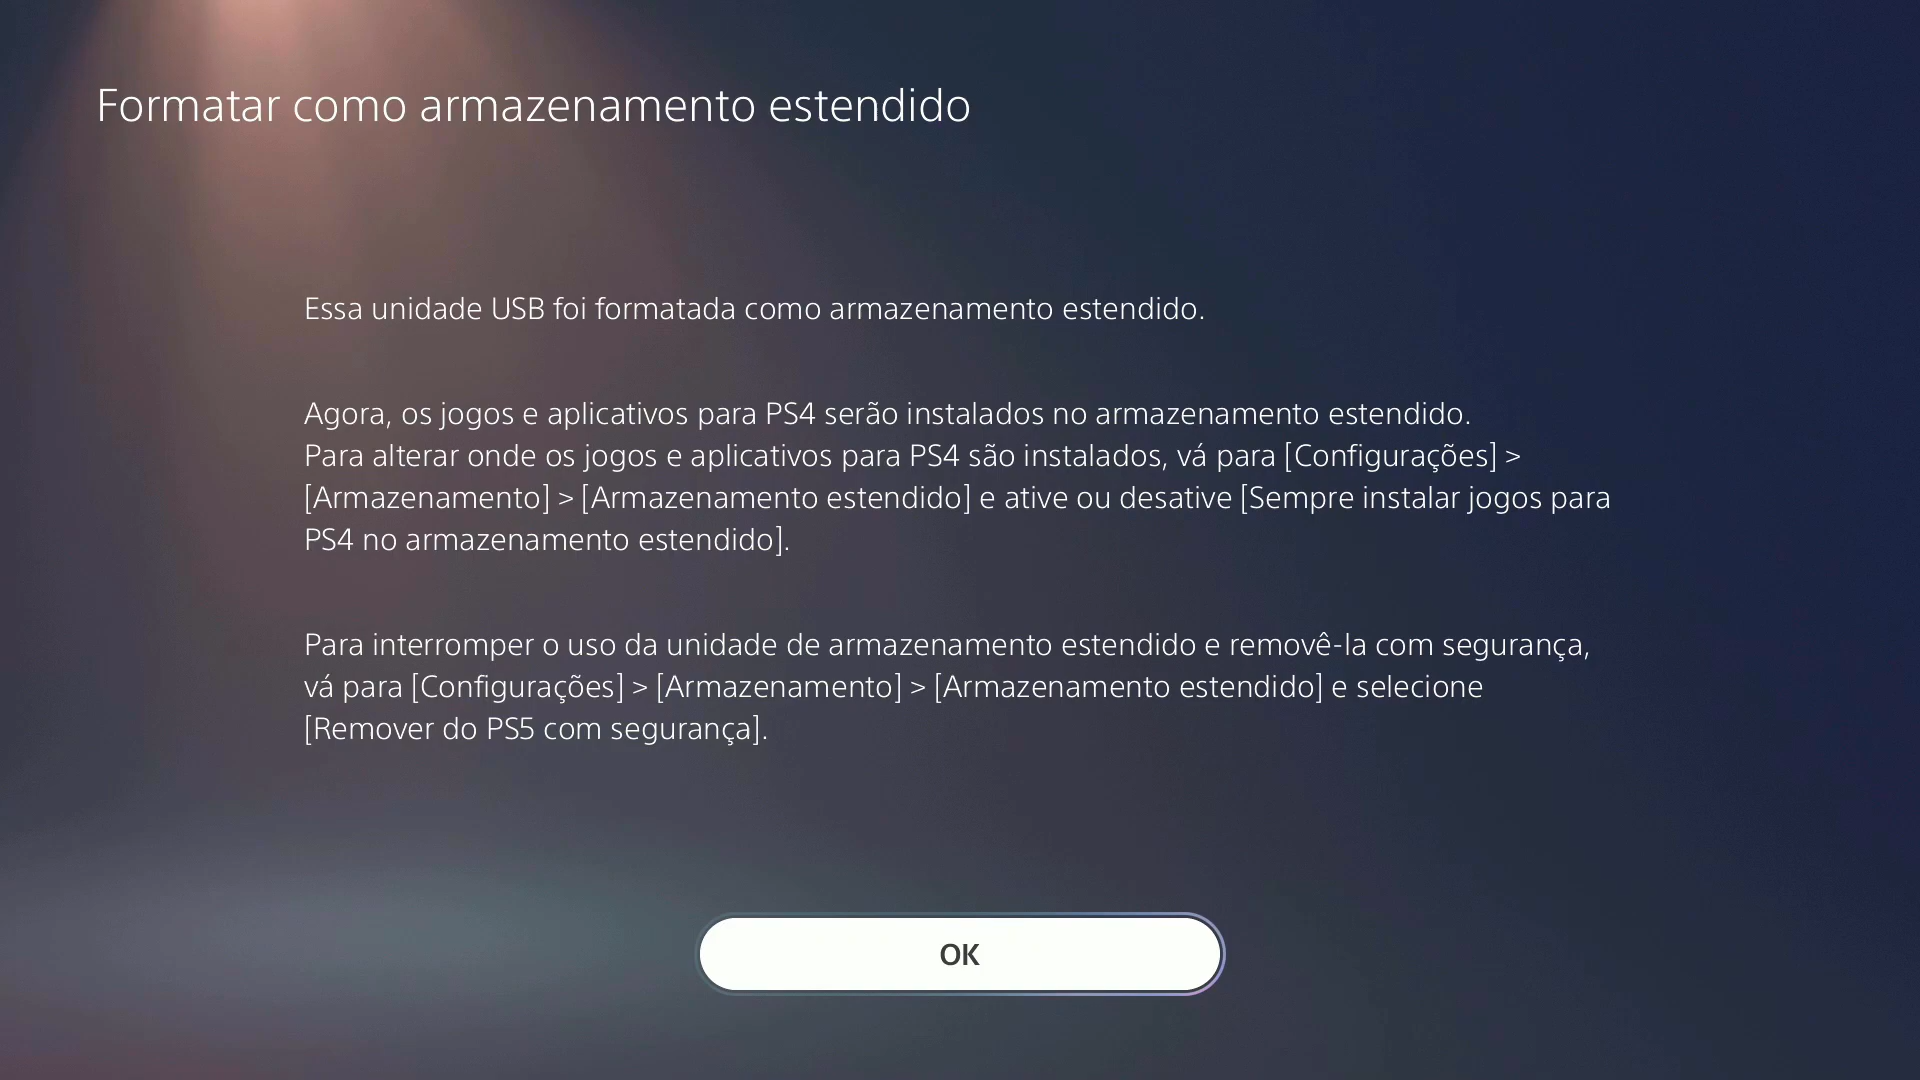 Formatar como armazenamento estendido
Essa unidade USB foi formatada como armazenamento estendido.
Agora, os jogos e aplicativos para PS4 serão instalados no armazenamento estendido.
Para alterar onde os jogos e aplicativos para PS4 são instalados, vá para [Configurações] >
[Armazenamento] > [Armazenamento estendido] e ative ou desative [Sempre instalar jogos para
PS4 no armazenamento estendido].
Para interromper o uso da unidade de armazenamento estendido e removê-la com segurança,
vá para [Configurações] > [Armazenamento] > [Armazenamento estendido] e selecione
[Remover do PS5 com segurança].
OK